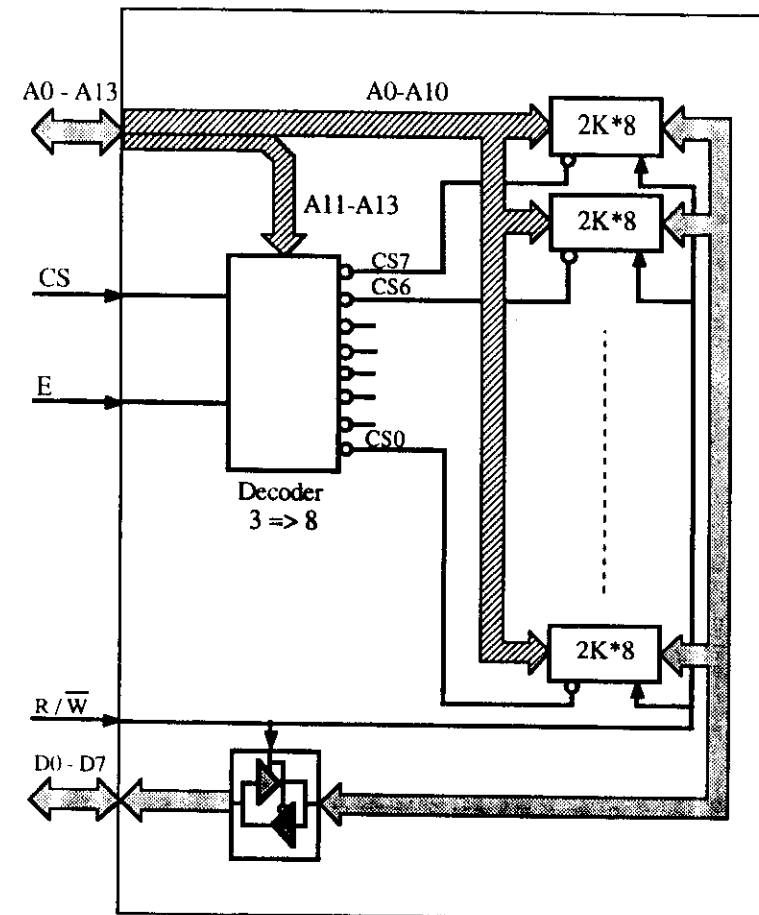 A0 - A13
A0-A10
2K*8
A11-A13
2K*8
CS
CS7
CS6
E
CS0
Decoder
3 => 8
2K*8
R / W̅
D0 - D7